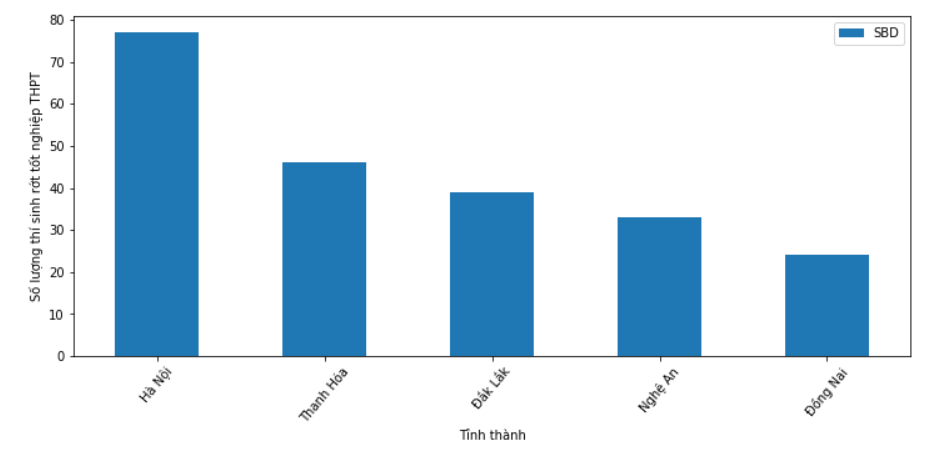 SBD
Số lượng thí sinh rớt tốt nghiệp THPT
80
70
60
50
40
30
20
10
0
Hà Nội
Thanh Hóa
Đắk Lắk
Nghệ An
Đồng Nai
Tỉnh thành